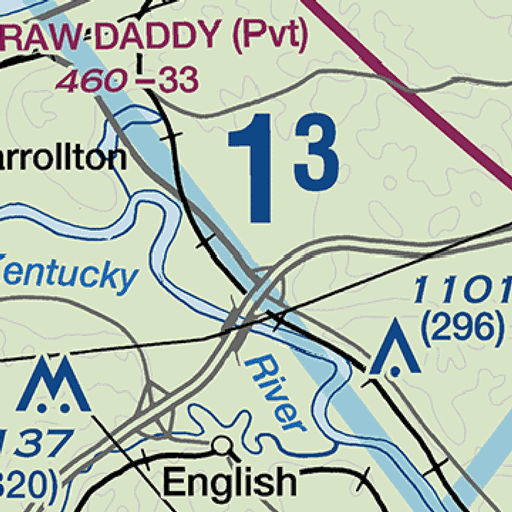 RAW DADDY (Pvt)
460 - 33
13
arrollton
Kentucky
1101
(296)
River
137
320)
English